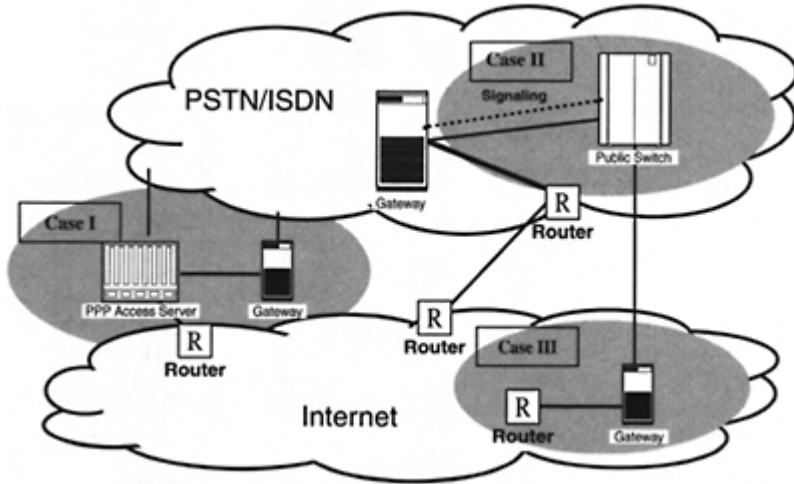 Case II
PSTN/ISDN
Signaling
Public Switch
Gateway
R
Router
Case I
PPP Access Server
Gateway
R
Router
R
Router
Case III
Internet
R
Router
Gateway